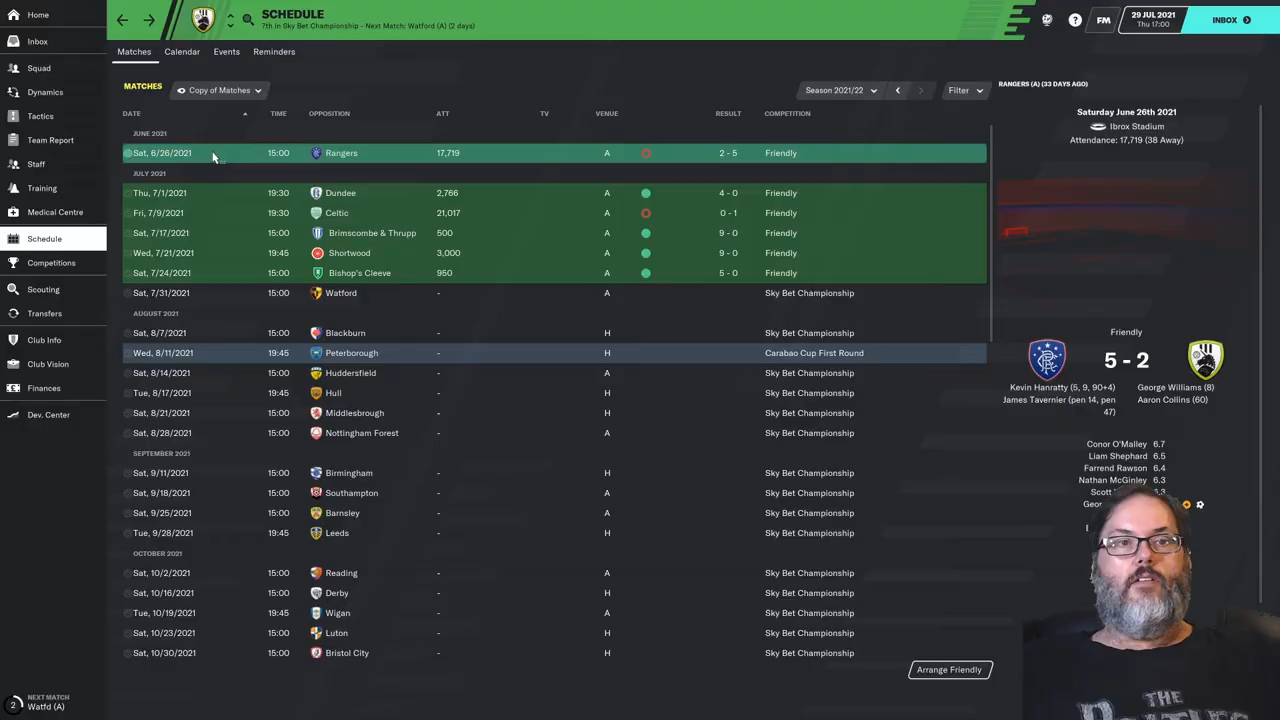 Home
SCHEDULE
7th in Sky Bet Championship - Next Match: Watford (A) (2 days)
FM
29 JUL 2021
Thu 17:00
INBOX
Inbox
Squad
Dynamics
Tactics
Team Report
Staff
Training
Medical Centre
Schedule
Competitions
Scouting
Transfers
Club Info
Club Vision
Finances
Dev. Center
2 NEXT MATCH
Watfd (A)
Matches Calendar Events Reminders
MATCHES Copy of Matches Season 2021/22 Filter
DATE TIME OPPOSITION ATT TV VENUE RESULT COMPETITION
JUNE 2021
Sat, 6/26/2021 15:00 Rangers 17,719 A 2 - 5 Friendly
JULY 2021
Thu, 7/1/2021 19:30 Dundee 2,766 A 4 - 0 Friendly
Fri, 7/9/2021 19:30 Celtic 21,017 A 0 - 1 Friendly
Sat, 7/17/2021 15:00 Brimscombe & Thrupp 500 A 9 - 0 Friendly
Wed, 7/21/2021 19:45 Shortwood 3,000 A 9 - 0 Friendly
Sat, 7/24/2021 15:00 Bishop's Cleeve 950 A 5 - 0 Friendly
Sat, 7/31/2021 15:00 Watford - A Sky Bet Championship
AUGUST 2021
Sat, 8/7/2021 15:00 Blackburn - H Sky Bet Championship
Wed, 8/11/2021 19:45 Peterborough - H Carabao Cup First Round
Sat, 8/14/2021 15:00 Huddersfield - A Sky Bet Championship
Tue, 8/17/2021 19:45 Hull - H Sky Bet Championship
Sat, 8/21/2021 15:00 Middlesbrough - H Sky Bet Championship
Sat, 8/28/2021 15:00 Nottingham Forest - A Sky Bet Championship
SEPTEMBER 2021
Sat, 9/11/2021 15:00 Birmingham - H Sky Bet Championship
Sat, 9/18/2021 15:00 Southampton - A Sky Bet Championship
Sat, 9/25/2021 15:00 Barnsley - A Sky Bet Championship
Tue, 9/28/2021 19:45 Leeds - H Sky Bet Championship
OCTOBER 2021
Sat, 10/2/2021 15:00 Reading - A Sky Bet Championship
Sat, 10/16/2021 15:00 Derby - H Sky Bet Championship
Tue, 10/19/2021 19:45 Wigan - A Sky Bet Championship
Sat, 10/23/2021 15:00 Luton - H Sky Bet Championship
Sat, 10/30/2021 15:00 Bristol City - H Sky Bet Championship
Arrange Friendly
RANGERS (A) (33 DAYS AGO)
Saturday June 26th 2021
Ibrox Stadium
Attendance: 17,719 (38 Away)
Friendly
5 - 2
Kevin Hanratty (5, 9, 90+4) George Williams (8)
James Tavernier (pen 14, pen Aaron Collins (60)
47)
Conor O'Malley 6.7
Liam Shephard 6.5
Farrend Rawson 6.4
Nathan McGinley 6.3
Scott
THE